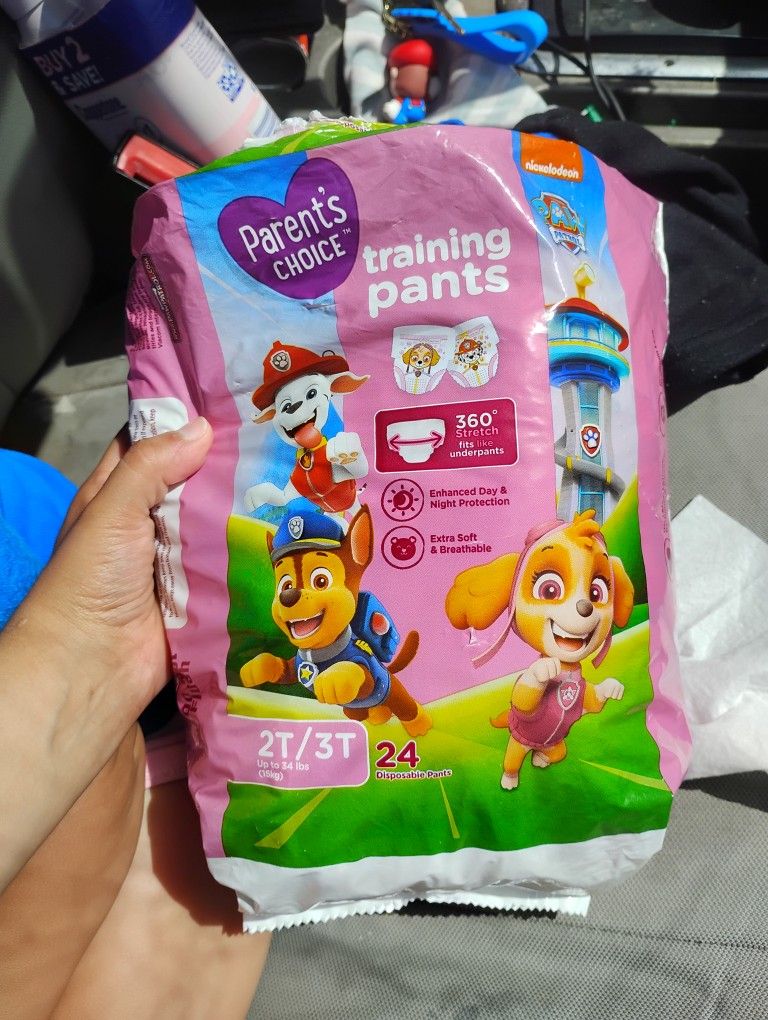 BUY 2
& SAVE!
nickelodeon
PAW
PATROL
Parent's
CHOICE™
training
pants
360°
Stretch
fits like
underpants
Enhanced Day &
Night Protection
Extra Soft
& Breathable
2T/3T
Up to 34 lbs
(15kg)
24
Disposable Pants